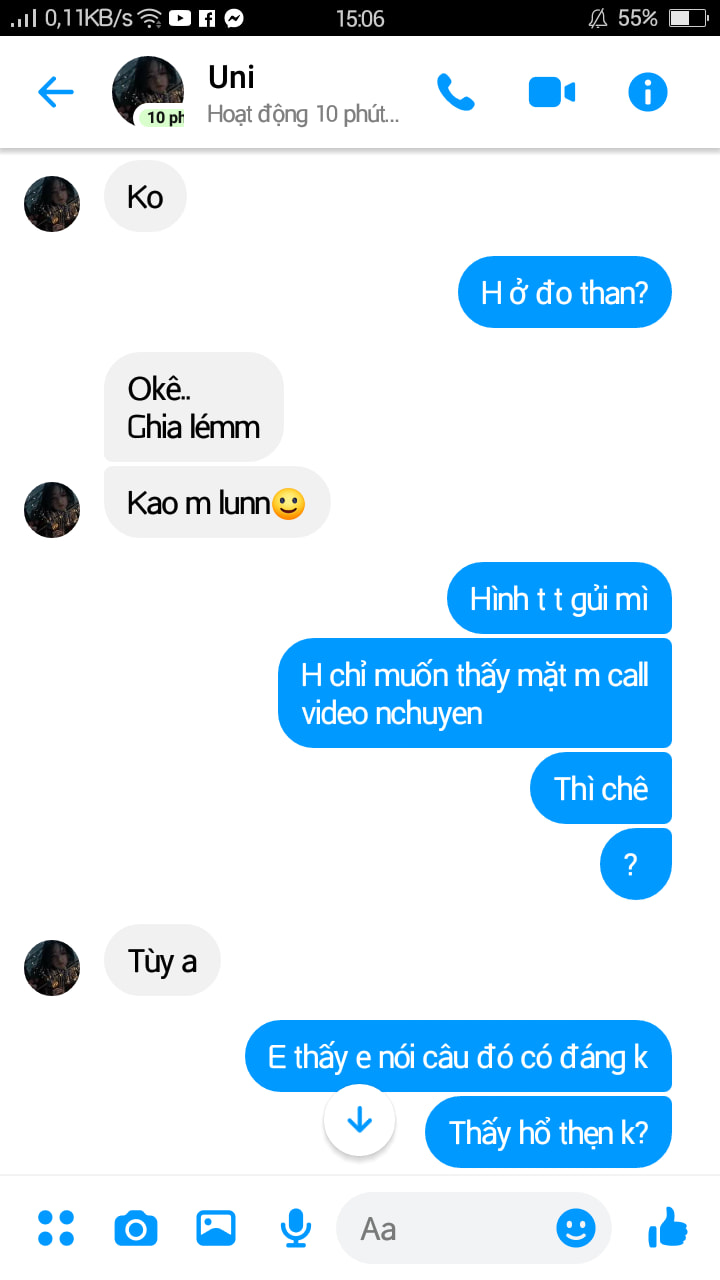 0,11KB/s
15:06
55%
Uni
10 ph
Hoạt động 10 phút...
Ko
H ở đo than?
Okê..
Ghia lémm
Kao m lunn🙂
Hình t t gủi mì
H chỉ muốn thấy mặt m call
video nchuyen
Thì chê
?
Tùy a
E thấy e nói câu đó có đáng k
Thấy hổ thẹn k?
Aa